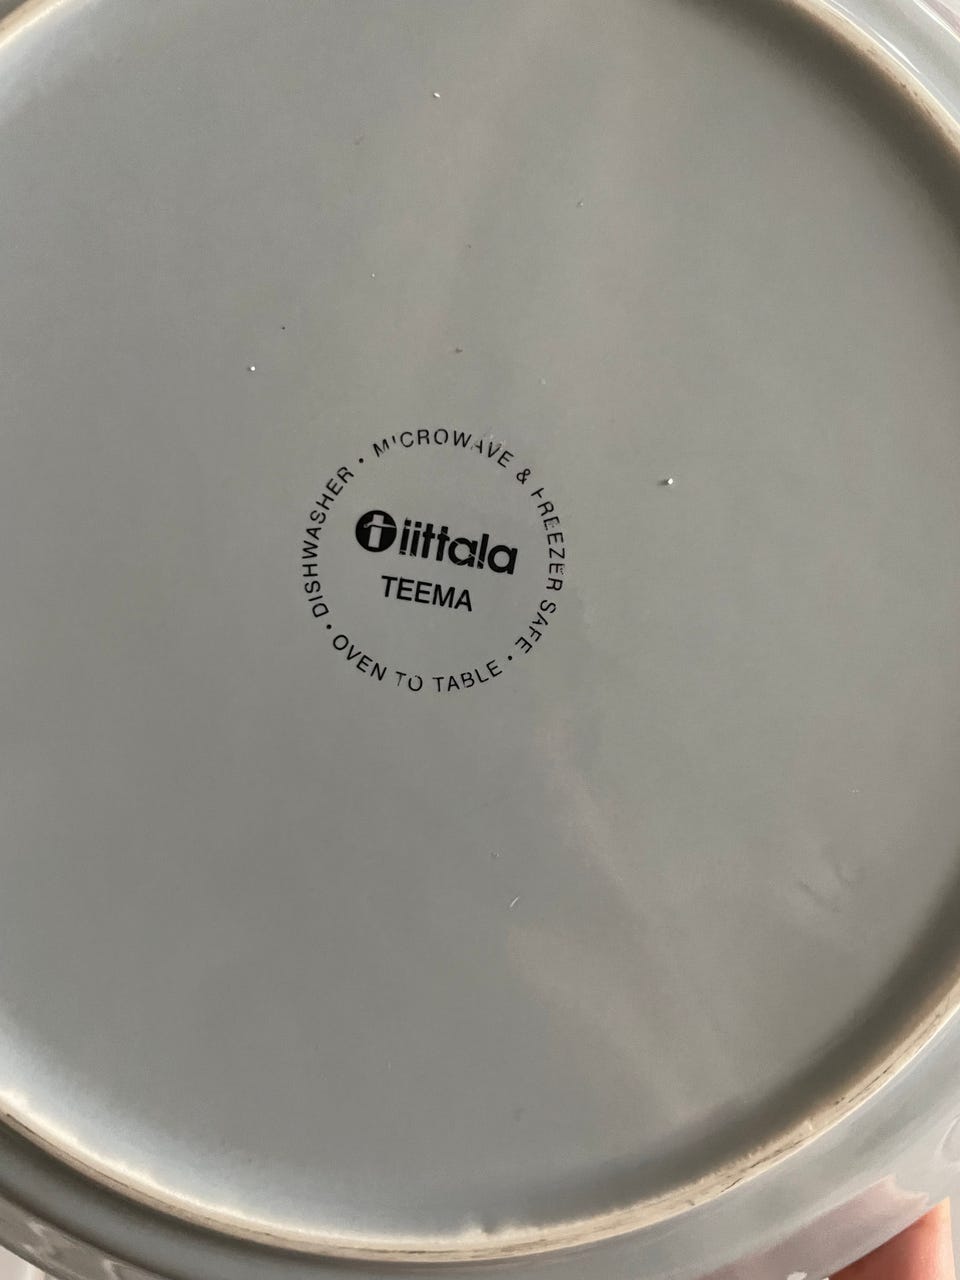 DISHWASHER • MICROWAVE & FREEZER SAFE • OVEN TO TABLE •
iittala
TEEMA